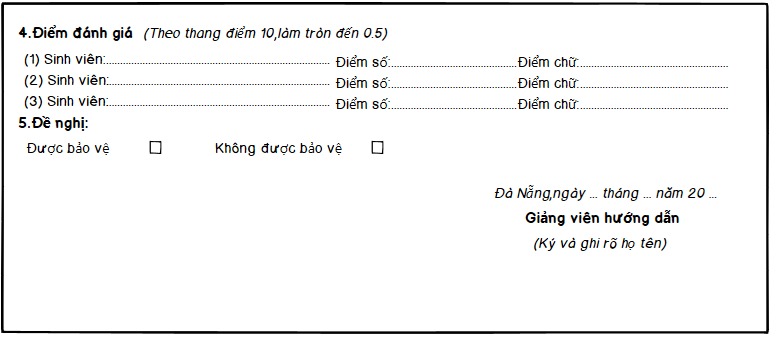 4.Điểm đánh giá (Theo thang điểm 10,làm tròn đến 0.5)
(1) Sinh viên:........................................ Điểm số:........................................Điểm chữ:........................................
(2) Sinh viên:........................................ Điểm số:........................................Điểm chữ:........................................
(3) Sinh viên:........................................ Điểm số:........................................Điểm chữ:........................................
5.Đề nghị:
Được bảo vệ ☐ Không được bảo vệ ☐
Đà Nẵng,ngày ... tháng ... năm 20 ...
Giảng viên hướng dẫn
(Ký và ghi rõ họ tên)